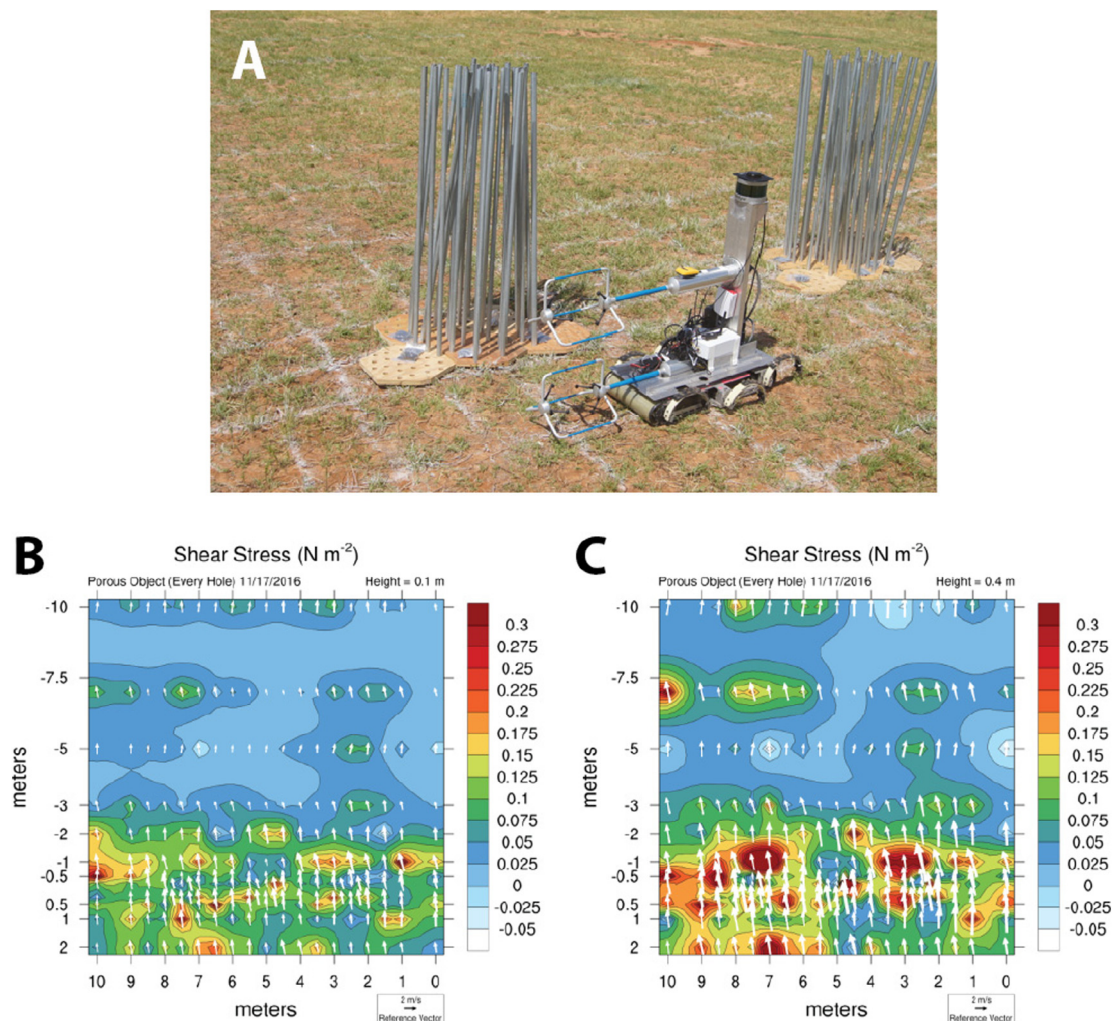 A
B
Shear Stress (N m-2)
Porous Object (Every Hole) 11/17/2016 Height = 0.1 m
-10
-7.5
-5
-3
-2
-1
-0.5
0.5
1
2
meters
10 9 8 7 6 5 4 3 2 1 0
meters
0.3
0.275
0.25
0.225
0.2
0.175
0.15
0.125
0.1
0.075
0.05
0.025
0
-0.025
-0.05
2 m/s
Reference Vector
C
Shear Stress (N m-2)
Porous Object (Every Hole) 11/17/2016 Height = 0.4 m
-10
-7.5
-5
-3
-2
-1
-0.5
0.5
1
2
meters
10 9 8 7 6 5 4 3 2 1 0
meters
0.3
0.275
0.25
0.225
0.2
0.175
0.15
0.125
0.1
0.075
0.05
0.025
0
-0.025
-0.05
2 m/s
Reference Vector